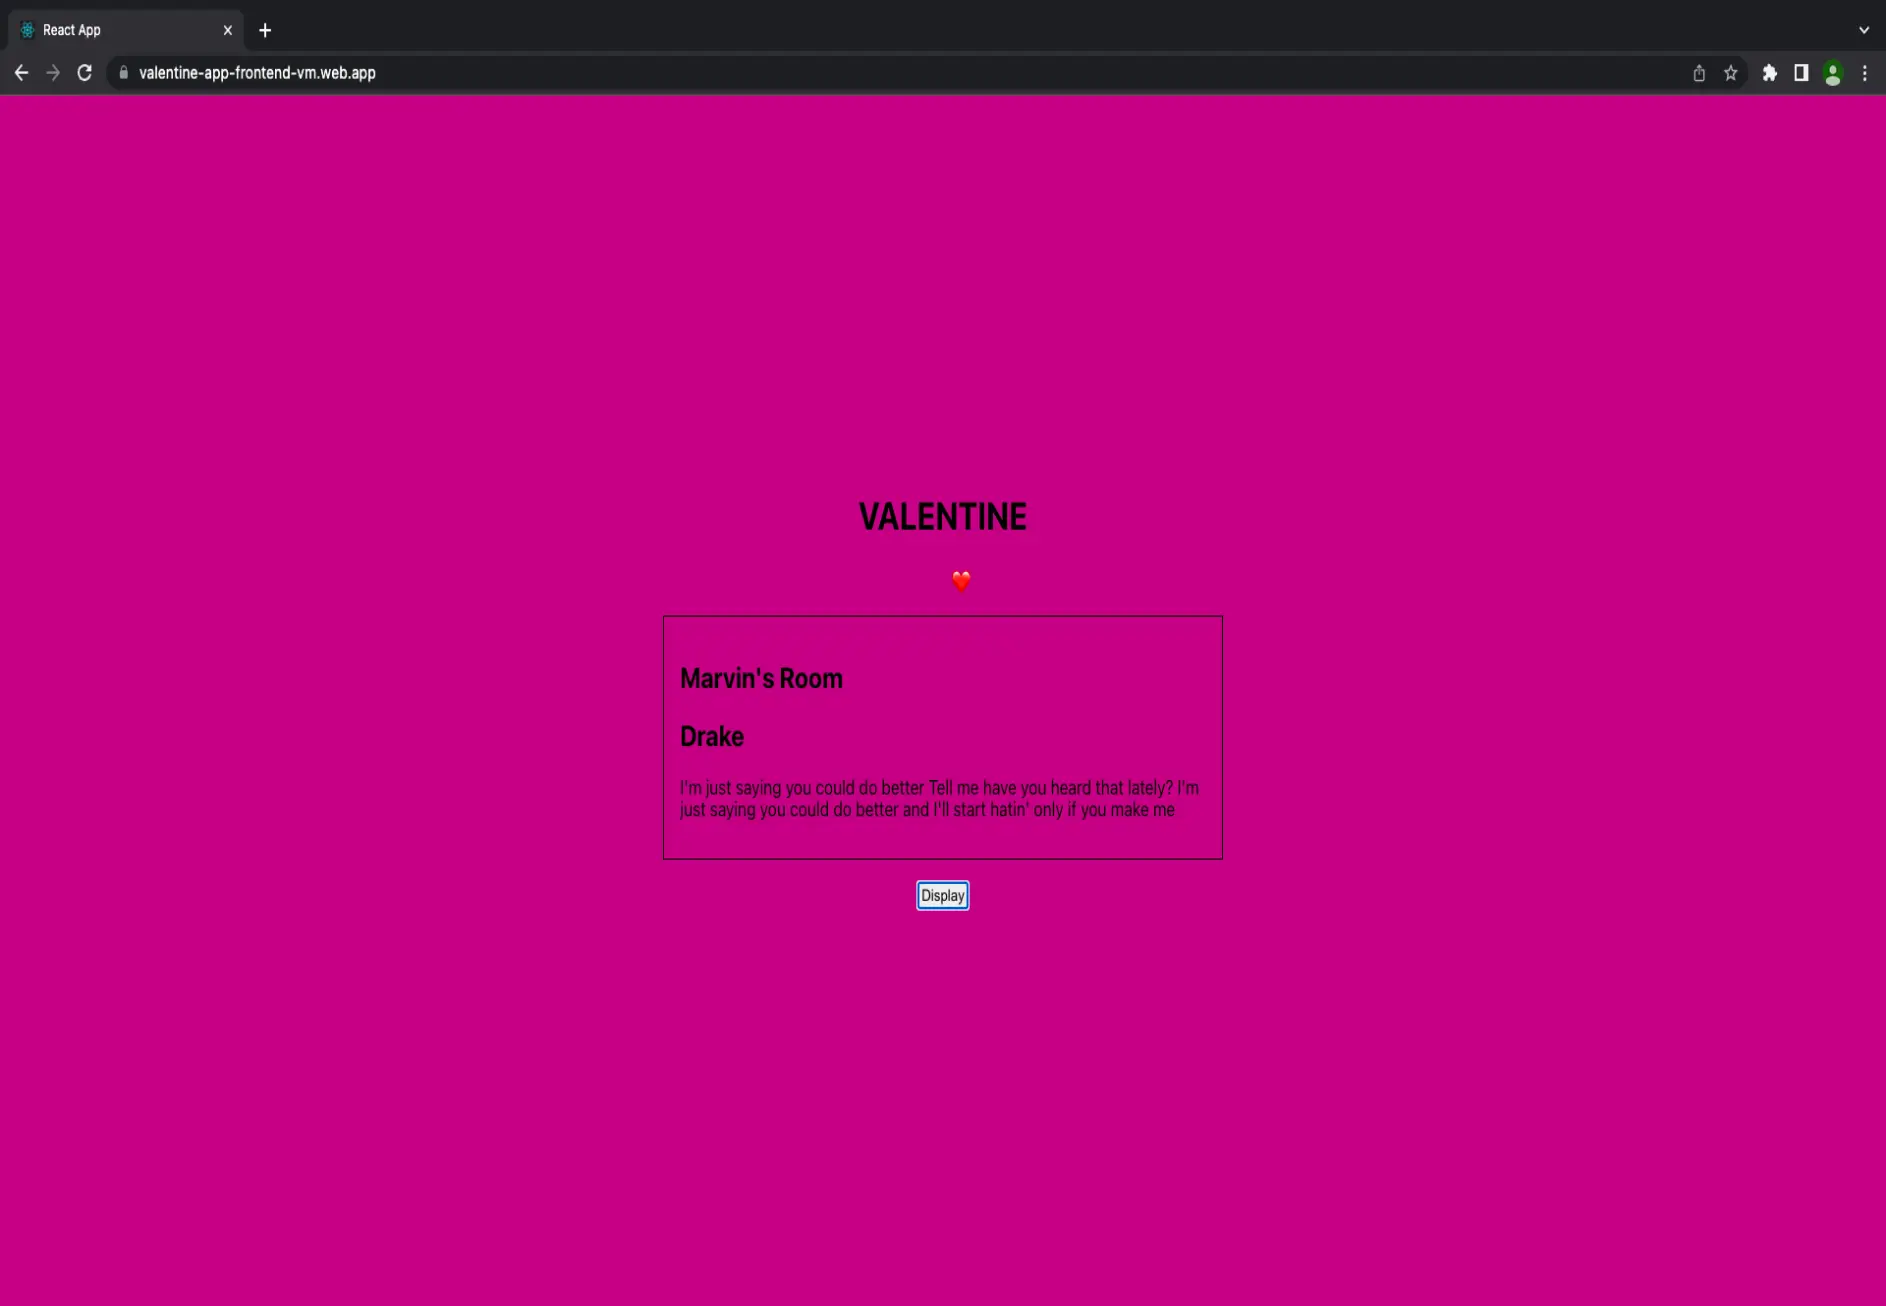 React App
valentine-app-frontend-vm.web.app
VALENTINE
Marvin's Room
Drake
I'm just saying you could do better Tell me have you heard that lately? I'm
just saying you could do better and I'll start hatin' only if you make me
Display